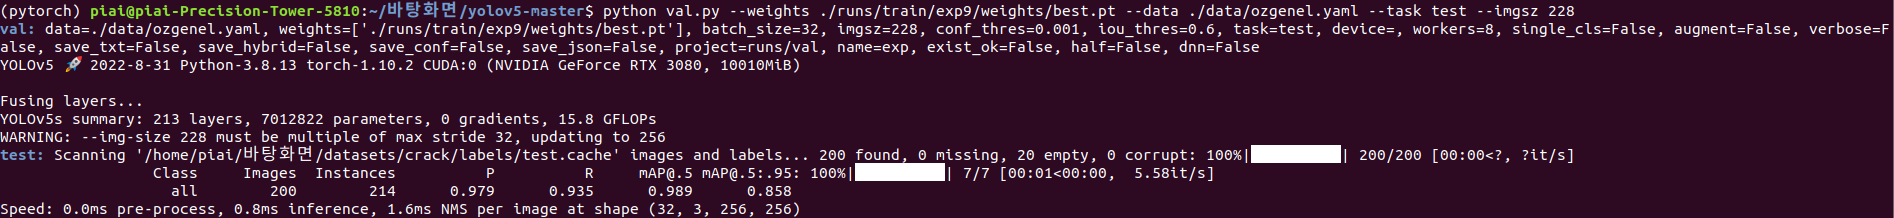 (pytorch) piai@piai-Precision-Tower-5810:~/바탕화면/yolov5-master$ python val.py --weights ./runs/train/exp9/weights/best.pt --data ./data/ozgenel.yaml --task test --imgsz 228
val: data=./data/ozgenel.yaml, weights=['./runs/train/exp9/weights/best.pt'], batch_size=32, imgsz=228, conf_thres=0.001, iou_thres=0.6, task=test, device=, workers=8, single_cls=False, augment=False, verbose=F
alse, save_txt=False, save_hybrid=False, save_conf=False, save_json=False, project=runs/val, name=exp, exist_ok=False, half=False, dnn=False
YOLOv5 🚀 2022-8-31 Python-3.8.13 torch-1.10.2 CUDA:0 (NVIDIA GeForce RTX 3080, 10010MiB)
Fusing layers...
YOLOv5s summary: 213 layers, 7012822 parameters, 0 gradients, 15.8 GFLOPs
WARNING: --img-size 228 must be multiple of max stride 32, updating to 256
test: Scanning '/home/piai/바탕화면/datasets/crack/labels/test.cache' images and labels... 200 found, 0 missing, 20 empty, 0 corrupt: 100%|██████████| 200/200 [00:00<?, ?it/s]
Class Images Instances P R mAP@.5 mAP@.5:.95: 100%|██████████| 7/7 [00:01<00:00, 5.58it/s]
all 200 214 0.979 0.935 0.989 0.858
Speed: 0.0ms pre-process, 0.8ms inference, 1.6ms NMS per image at shape (32, 3, 256, 256)